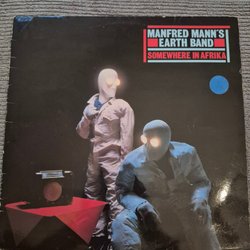 MANFRED MANN'S
EARTH BAND
SOMEWHERE IN AFRIKA